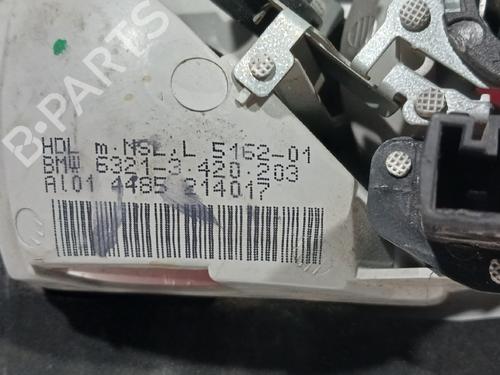 B-PARTS
HDL m.NSL,L 5162-01
BMW 6321-3.420.203
Al01 4485 214017